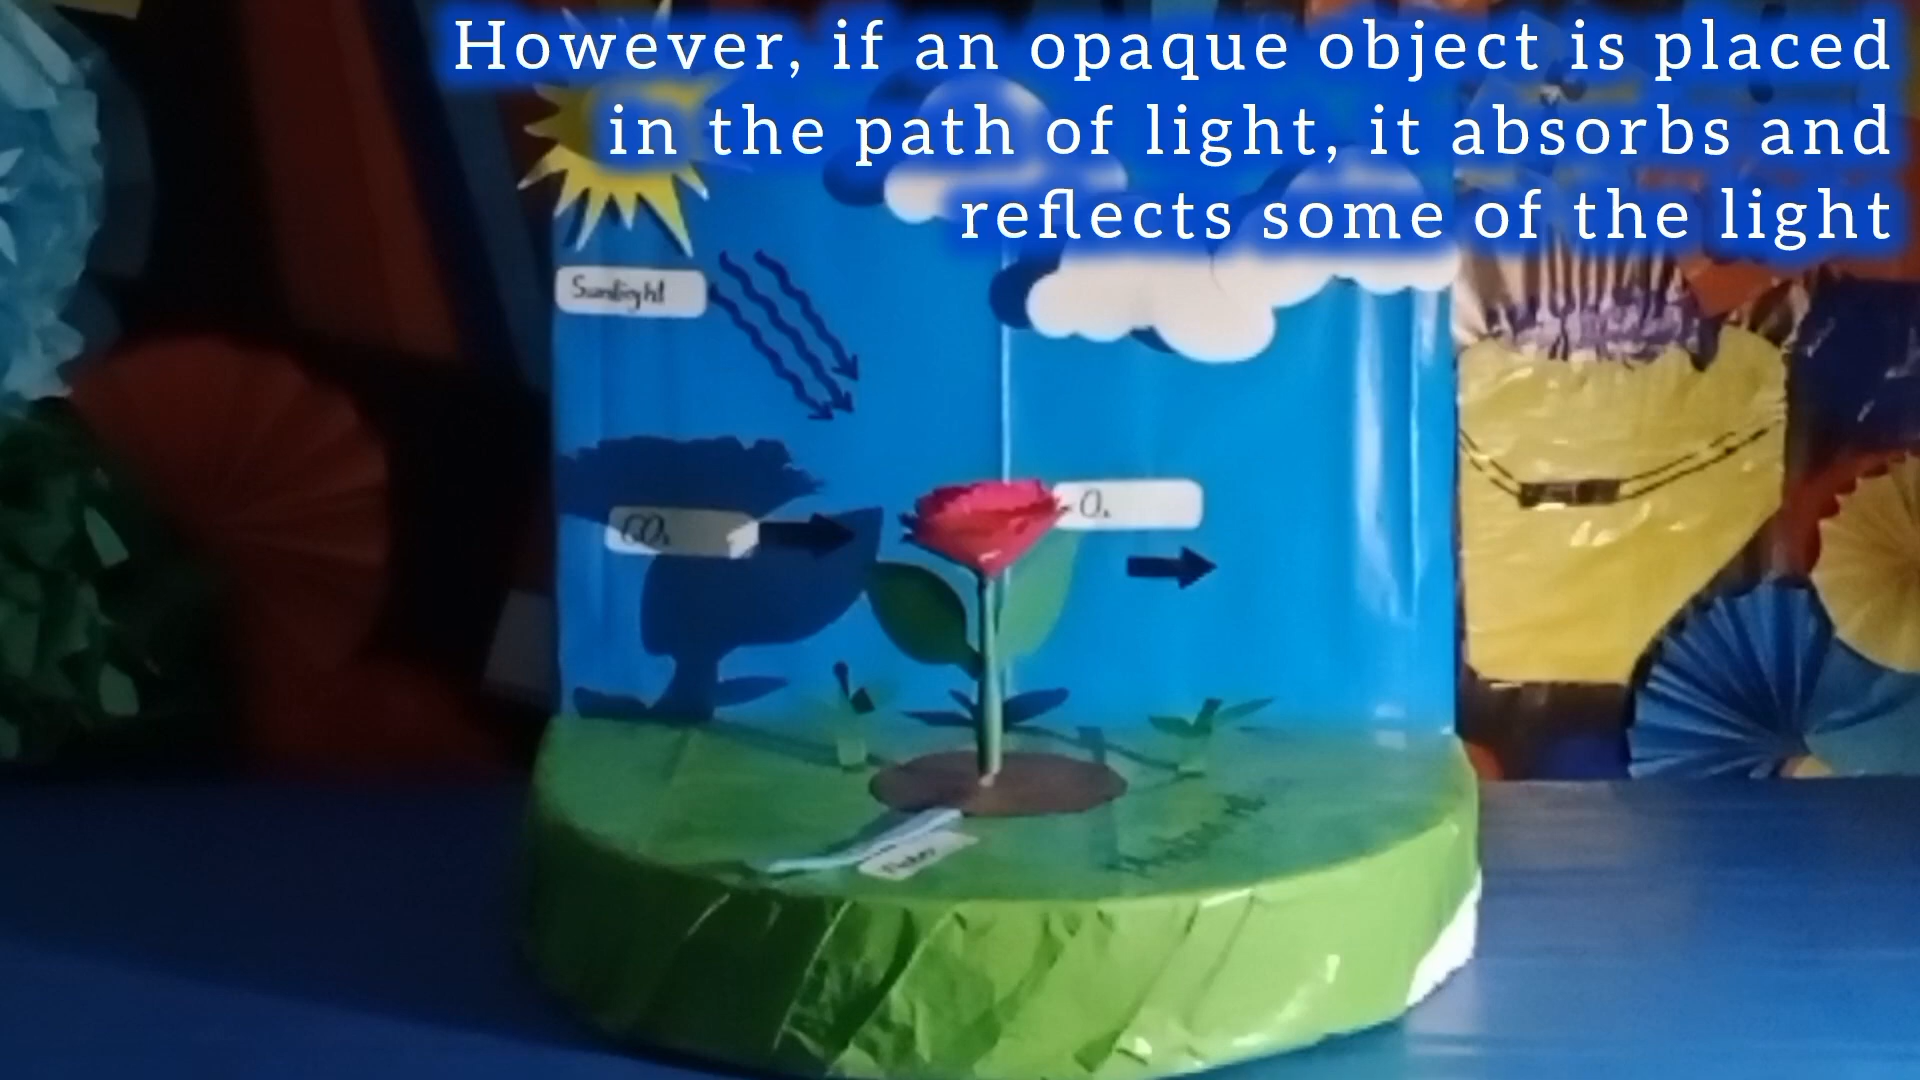 However, if an opaque object is placed
in the path of light, it absorbs and
reflects some of the light
Sunlight
CO₂
O₂